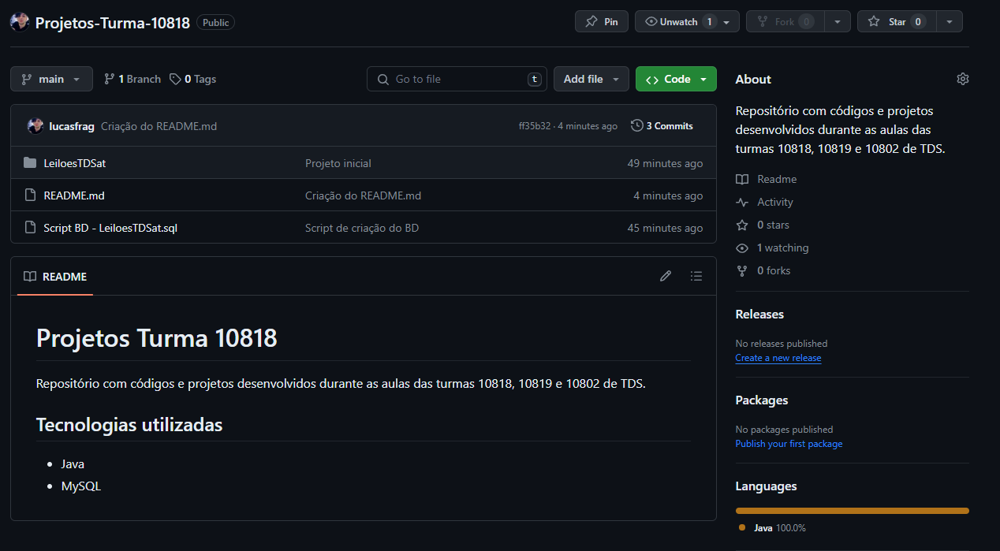 Projetos-Turma-10818 Public Pin Unwatch 1 Fork 0 Star 0
main 1 Branch 0 Tags Go to file t Add file Code
lucasfrag Criação do README.md ff35b32 · 4 minutes ago 3 Commits
LeiloesTDSat Projeto inicial 49 minutes ago
README.md Criação do README.md 4 minutes ago
Script BD - LeiloesTDSat.sql Script de criação do BD 45 minutes ago
README
Projetos Turma 10818
Repositório com códigos e projetos desenvolvidos durante as aulas das turmas 10818, 10819 e 10802 de TDS.
Tecnologias utilizadas
Java
MySQL
About
Repositório com códigos e projetos
desenvolvidos durante as aulas das
turmas 10818, 10819 e 10802 de TDS.
Readme
Activity
0 stars
1 watching
0 forks
Releases
No releases published
Create a new release
Packages
No packages published
Publish your first package
Languages
Java 100.0%